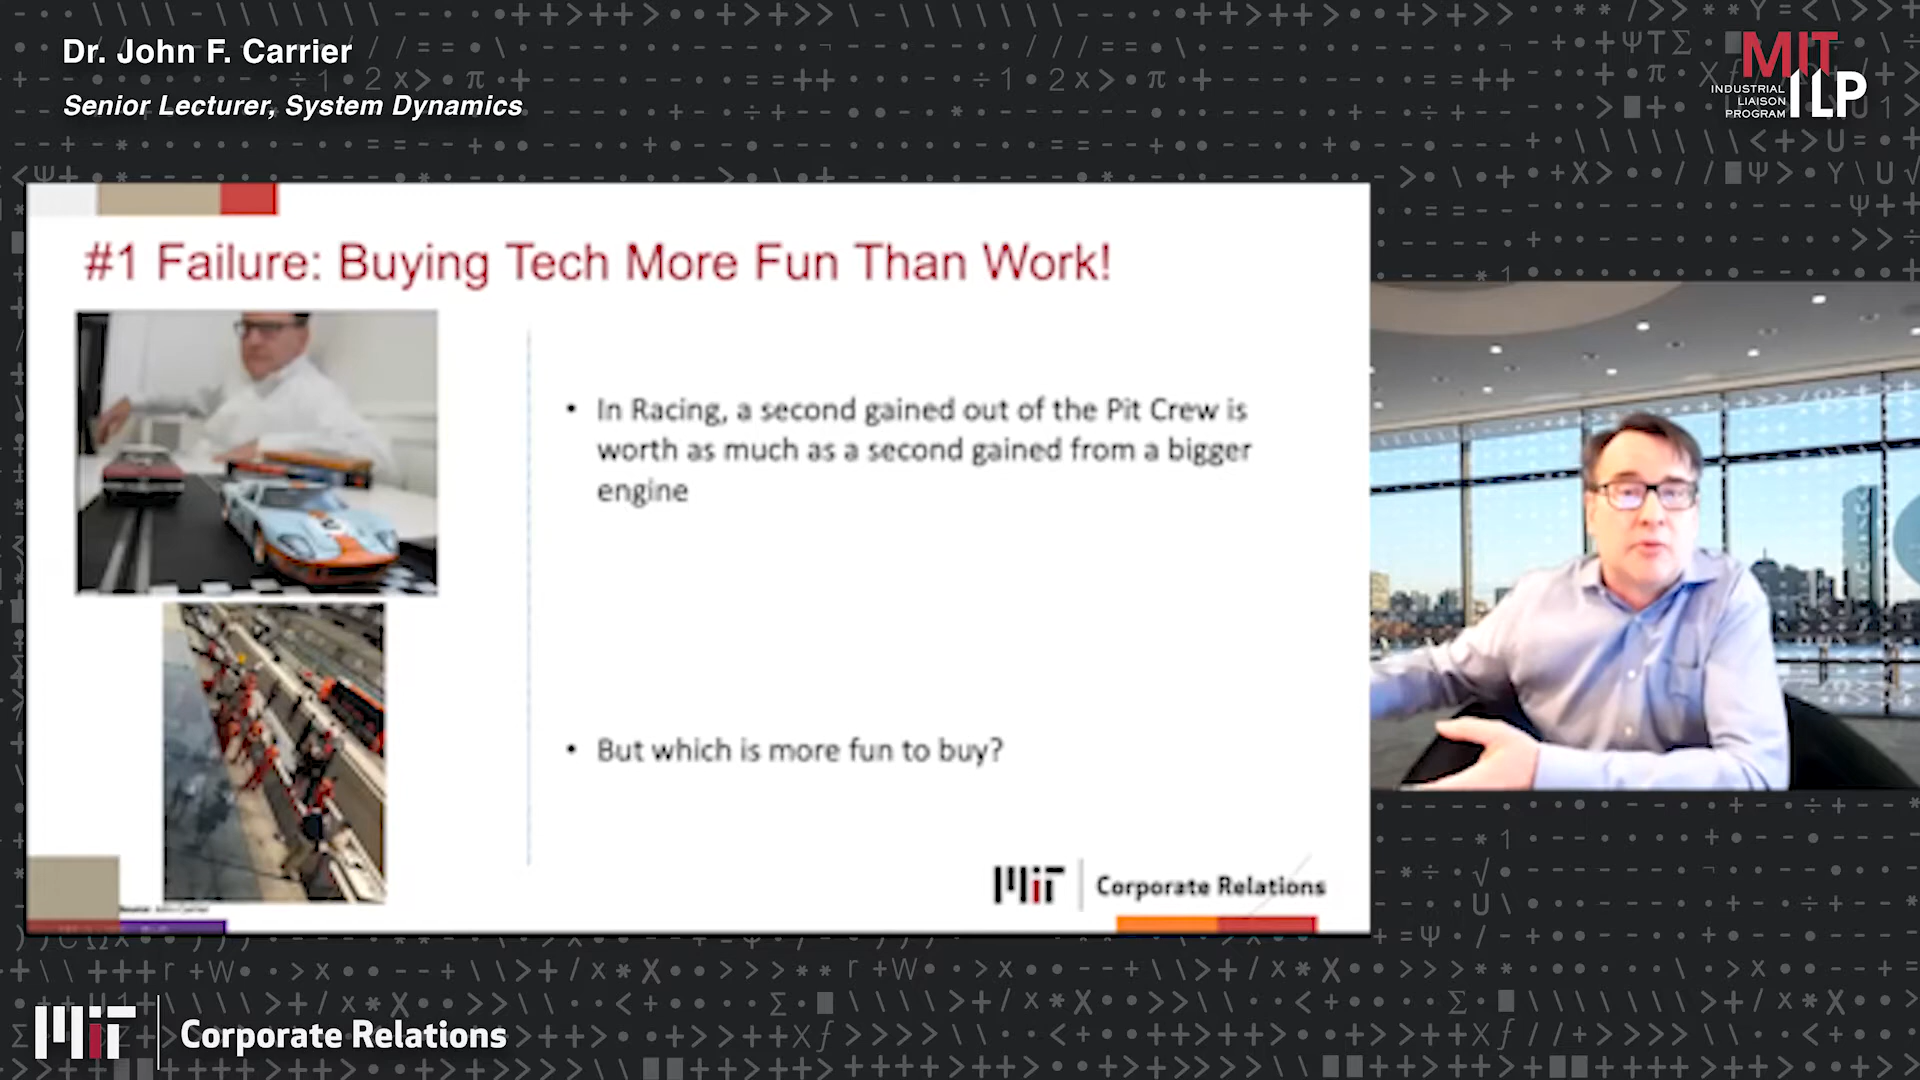 Dr. John F. Carrier
Senior Lecturer, System Dynamics
MIT
ILP
INDUSTRIAL
LIAISON
PROGRAM
#1 Failure: Buying Tech More Fun Than Work!
• In Racing, a second gained out of the Pit Crew is
worth as much as a second gained from a bigger
engine
• But which is more fun to buy?
MIT Corporate Relations
MIT Corporate Relations